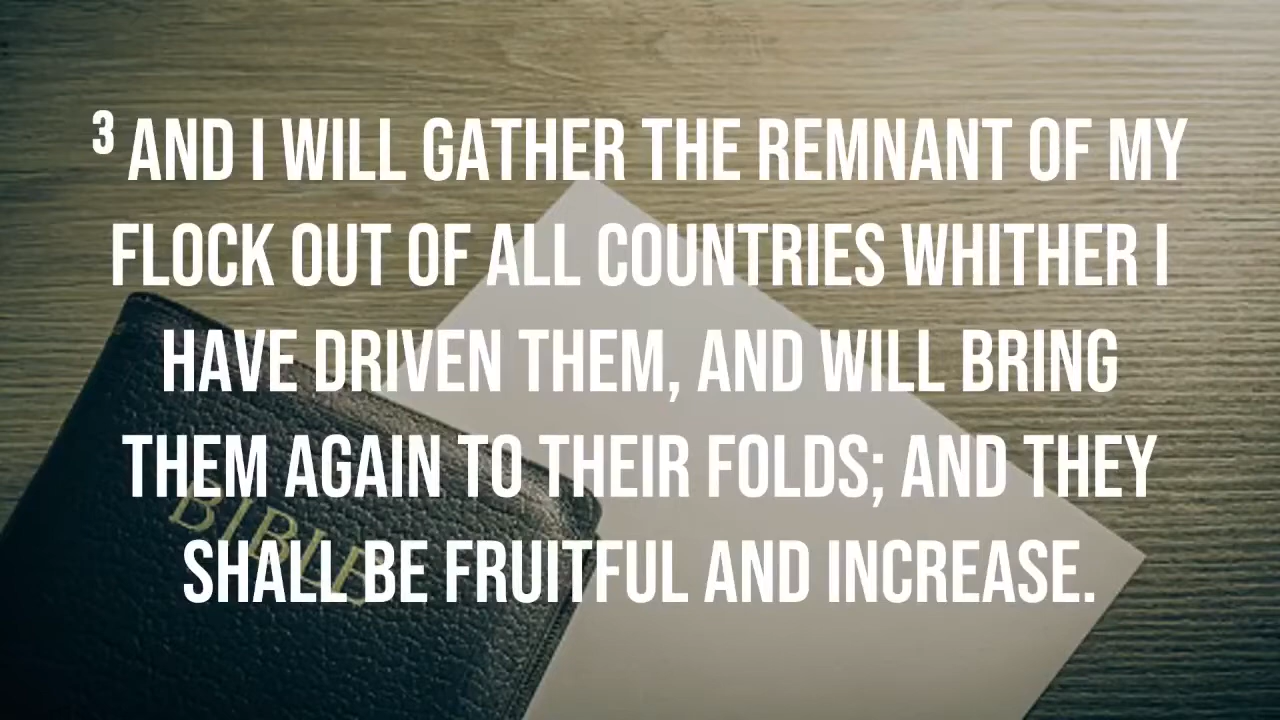 ³ AND I WILL GATHER THE REMNANT OF MY
FLOCK OUT OF ALL COUNTRIES WHITHER I
HAVE DRIVEN THEM, AND WILL BRING
THEM AGAIN TO THEIR FOLDS; AND THEY
SHALL BE FRUITFUL AND INCREASE.
BIBLE